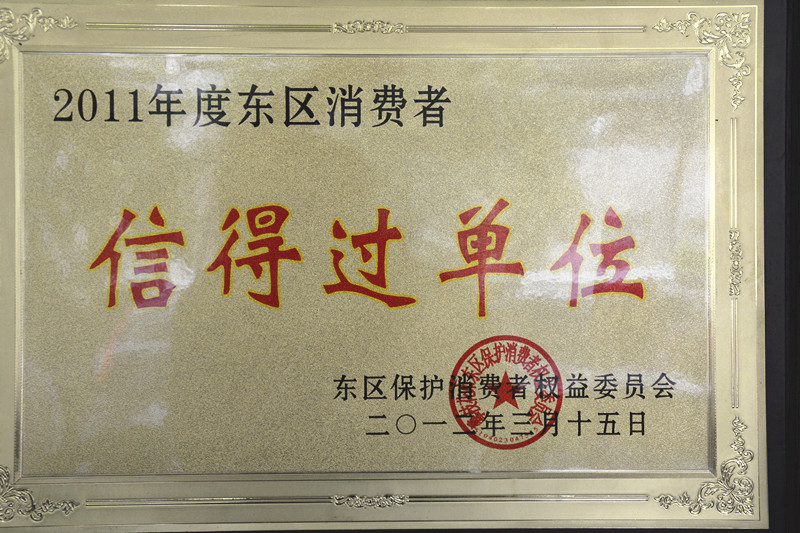 2011年度东区消费者
信得过单位
东区保护消费者权益委员会
二〇一二年三月十五日